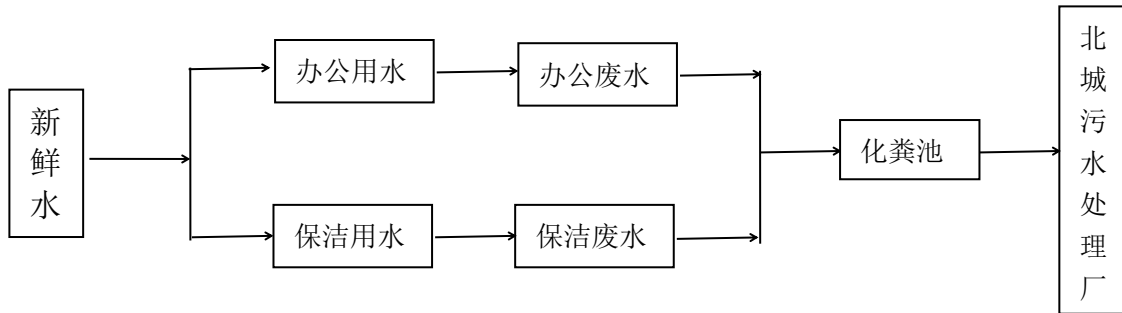 新鲜水
办公用水
办公废水
保洁用水
保洁废水
化粪池
北城污水处理厂